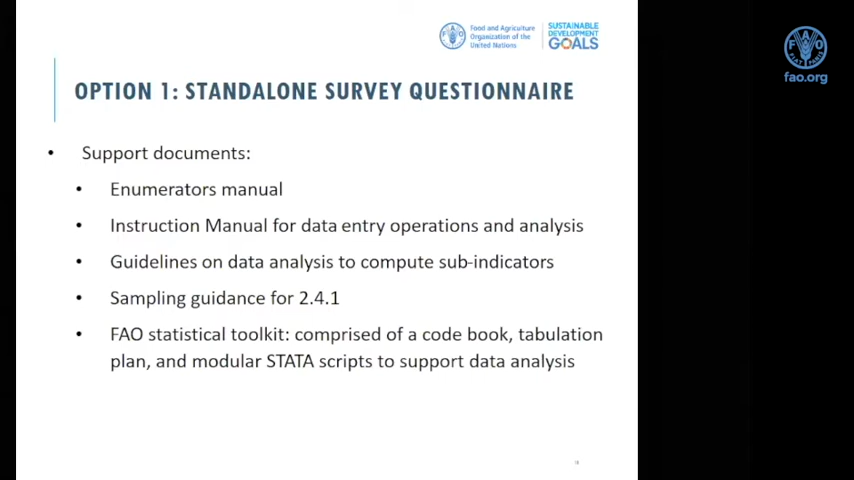 Food and Agriculture
Organization of the
United Nations
SUSTAINABLE
DEVELOPMENT
GOALS
FAO
FIAT PANIS
fao.org
OPTION 1: STANDALONE SURVEY QUESTIONNAIRE
• Support documents:
• Enumerators manual
• Instruction Manual for data entry operations and analysis
• Guidelines on data analysis to compute sub-indicators
• Sampling guidance for 2.4.1
• FAO statistical toolkit: comprised of a code book, tabulation
plan, and modular STATA scripts to support data analysis